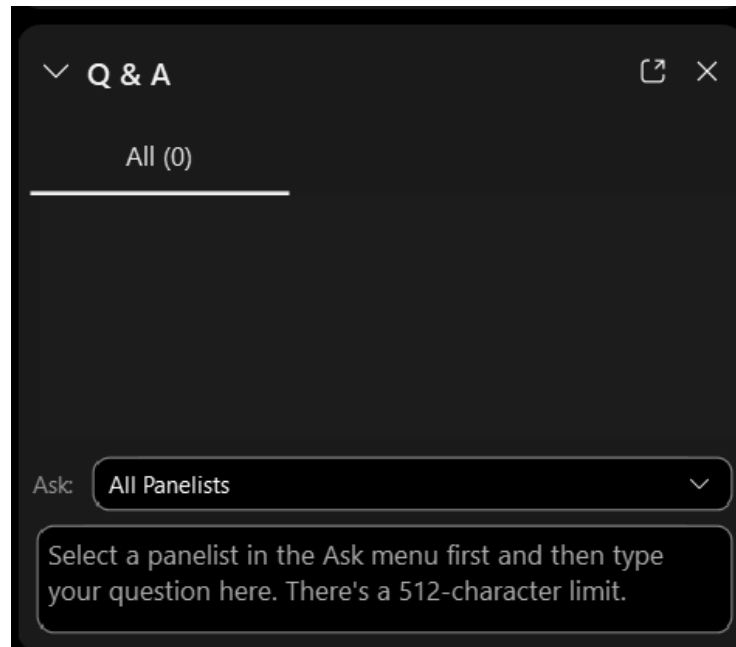 Q & A
All (0)
Ask:
All Panelists
Select a panelist in the Ask menu first and then type
your question here. There's a 512-character limit.